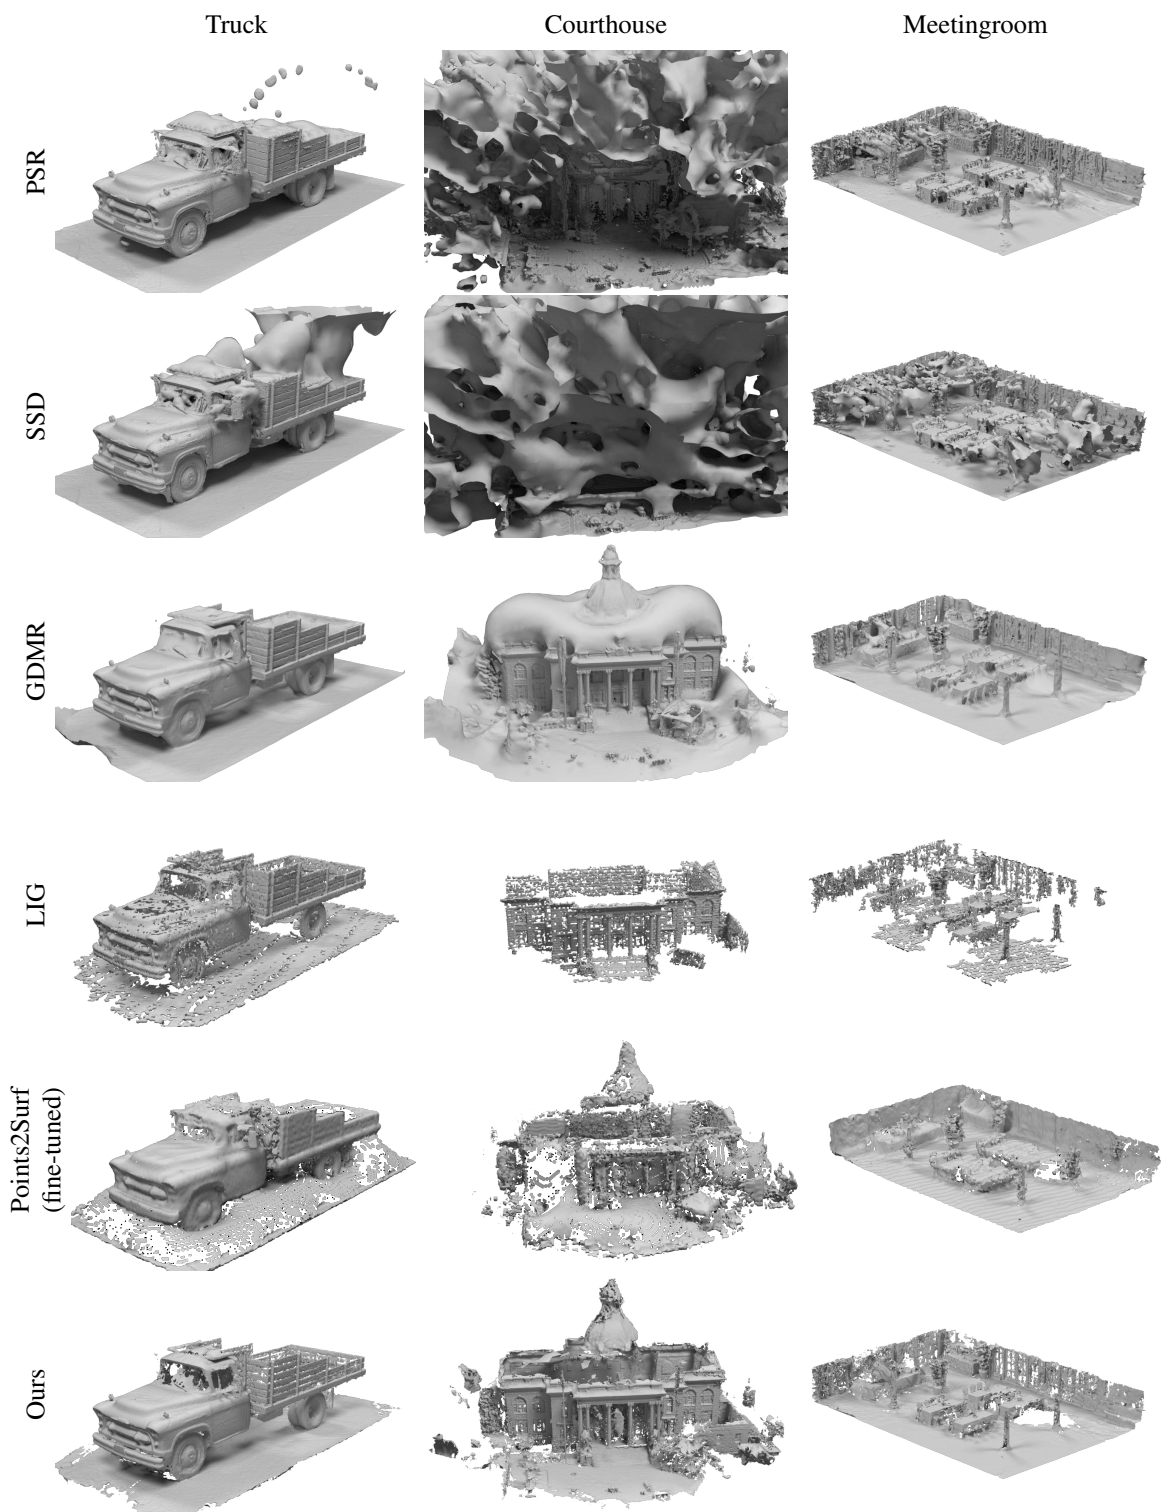 Truck Courthouse Meetingroom
PSR
SSD
GDMR
LIG
Points2Surf
(fine-tuned)
Ours